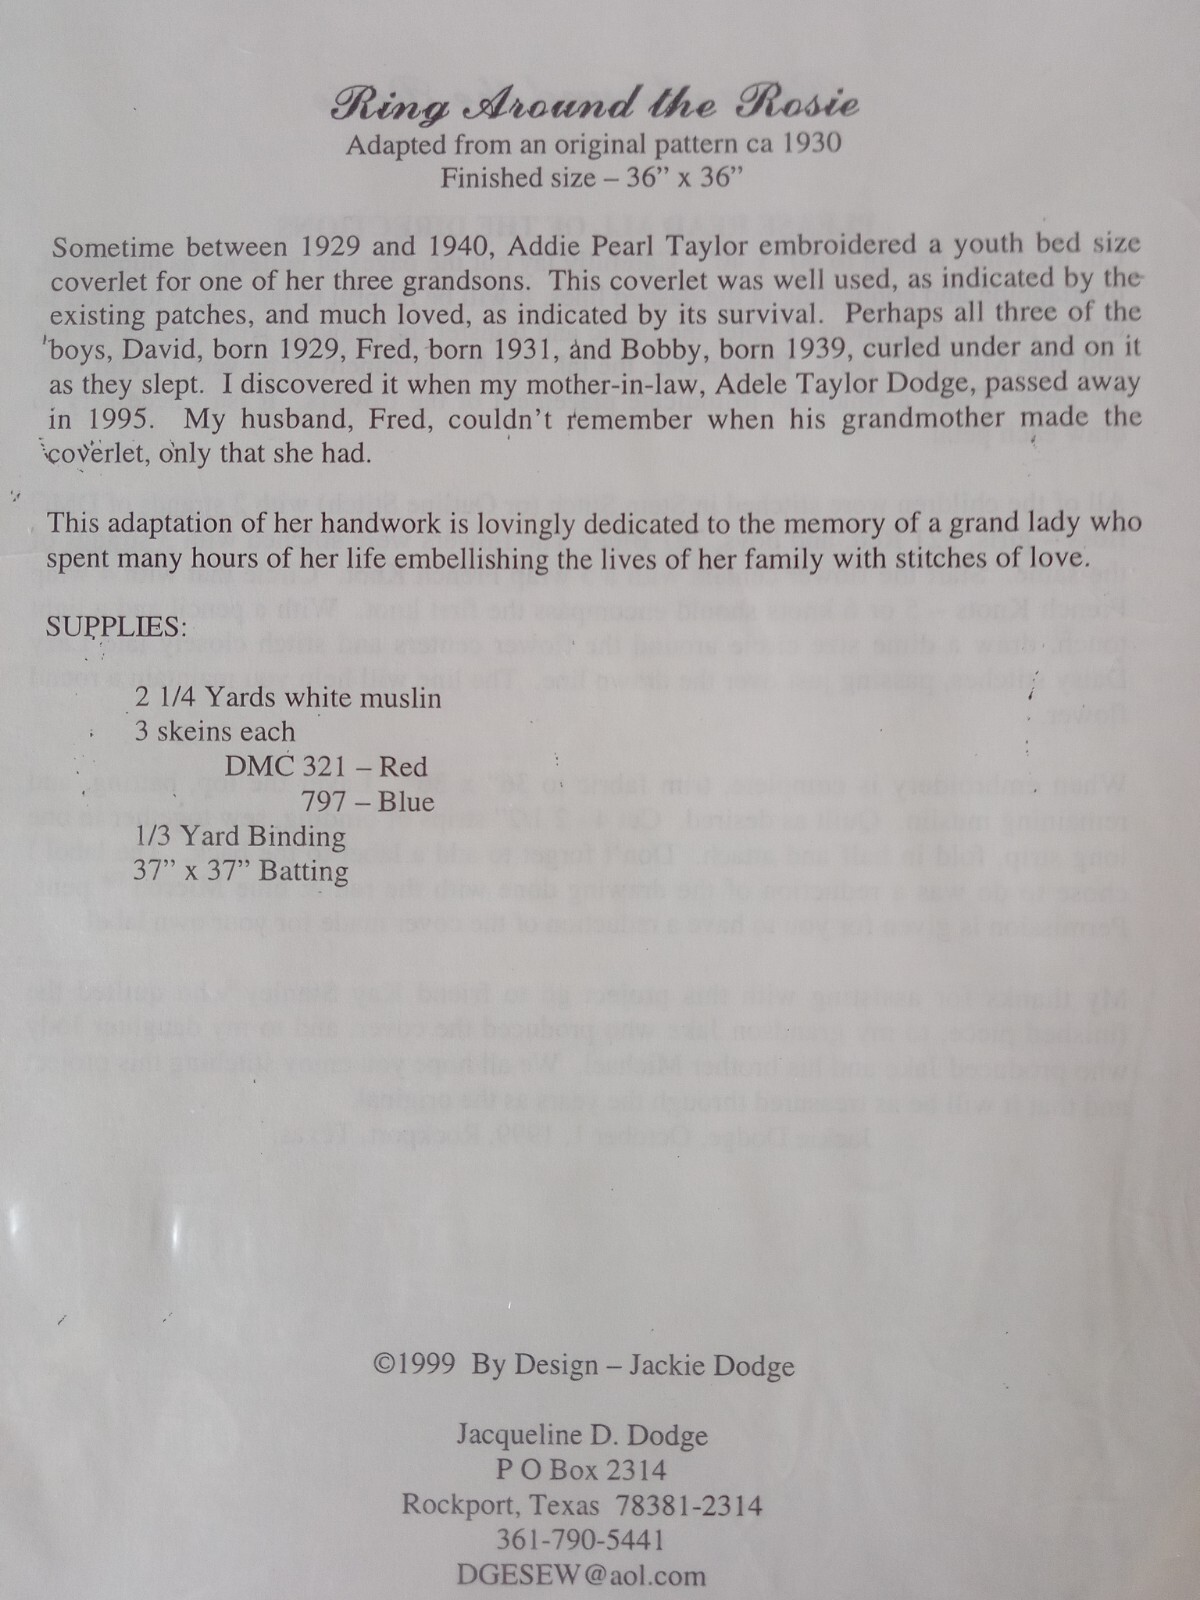 Ring Around the Rosie
Adapted from an original pattern ca 1930
Finished size – 36” x 36”
Sometime between 1929 and 1940, Addie Pearl Taylor embroidered a youth bed size
coverlet for one of her three grandsons.  This coverlet was well used, as indicated by the
existing patches, and much loved, as indicated by its survival.  Perhaps all three of the
boys, David, born 1929, Fred, born 1931, and Bobby, born 1939, curled under and on it
as they slept.  I discovered it when my mother-in-law, Adele Taylor Dodge, passed away
in 1995.  My husband, Fred, couldn’t remember when his grandmother made the
coverlet, only that she had.
This adaptation of her handwork is lovingly dedicated to the memory of a grand lady who
spent many hours of her life embellishing the lives of her family with stitches of love.
SUPPLIES:
2 1/4 Yards white muslin
3 skeins each
DMC 321 – Red
797 – Blue
1/3 Yard Binding
37” x 37” Batting
©1999  By Design – Jackie Dodge
Jacqueline D. Dodge
P O Box 2314
Rockport, Texas  78381-2314
361-790-5441
DGESEW@aol.com